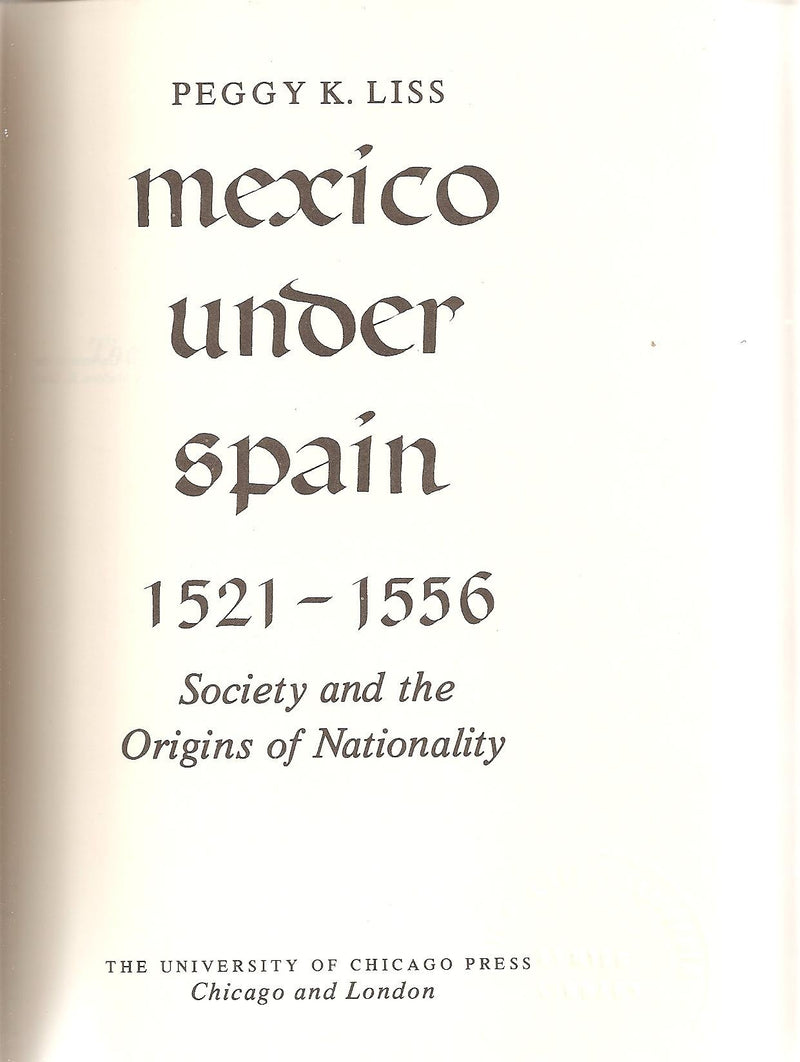 PEGGY K. LISS
mexico
under
spain
1521 – 1556
Society and the
Origins of Nationality
THE UNIVERSITY OF CHICAGO PRESS
Chicago and London